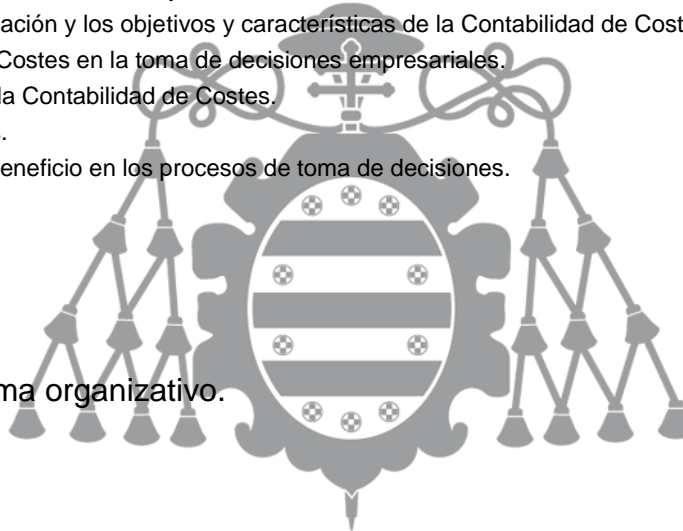 ación y los objetivos y características de la Contabilidad de Cost
Costes en la toma de decisiones empresariales.
la Contabilidad de Costes.
.
eneficio en los procesos de toma de decisiones.
ma organizativo.